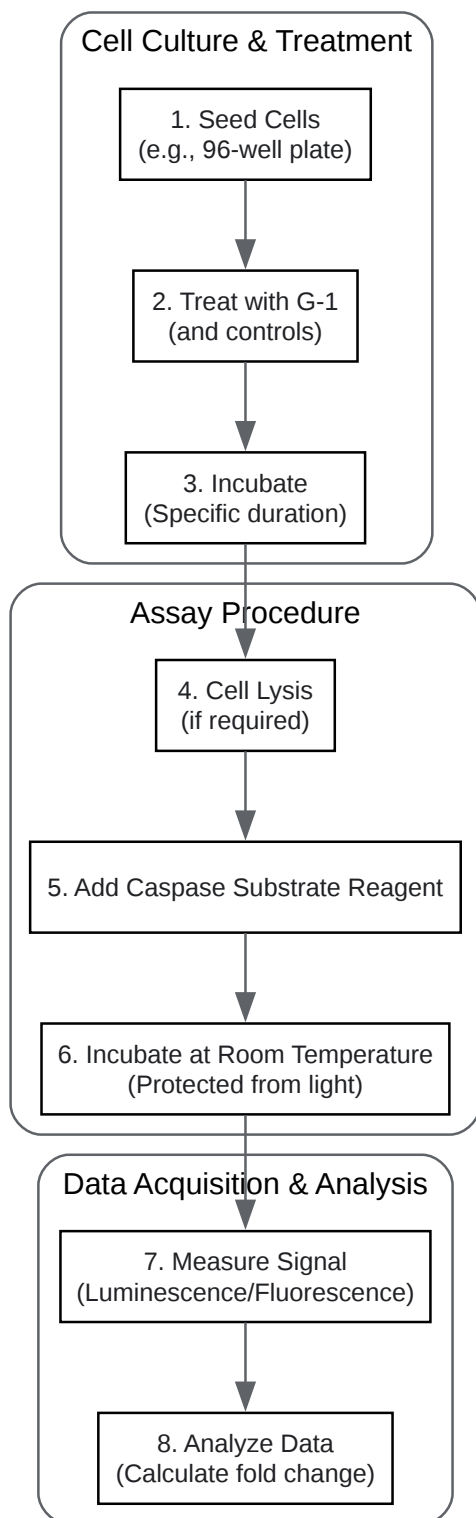 Cell Culture & Treatment
1. Seed Cells
(e.g., 96-well plate)
2. Treat with G-1
(and controls)
3. Incubate
(Specific duration)
Assay Procedure
4. Cell Lysis
(if required)
5. Add Caspase Substrate Reagent
6. Incubate at Room Temperature
(Protected from light)
Data Acquisition & Analysis
7. Measure Signal
(Luminescence/Fluorescence)
8. Analyze Data
(Calculate fold change)